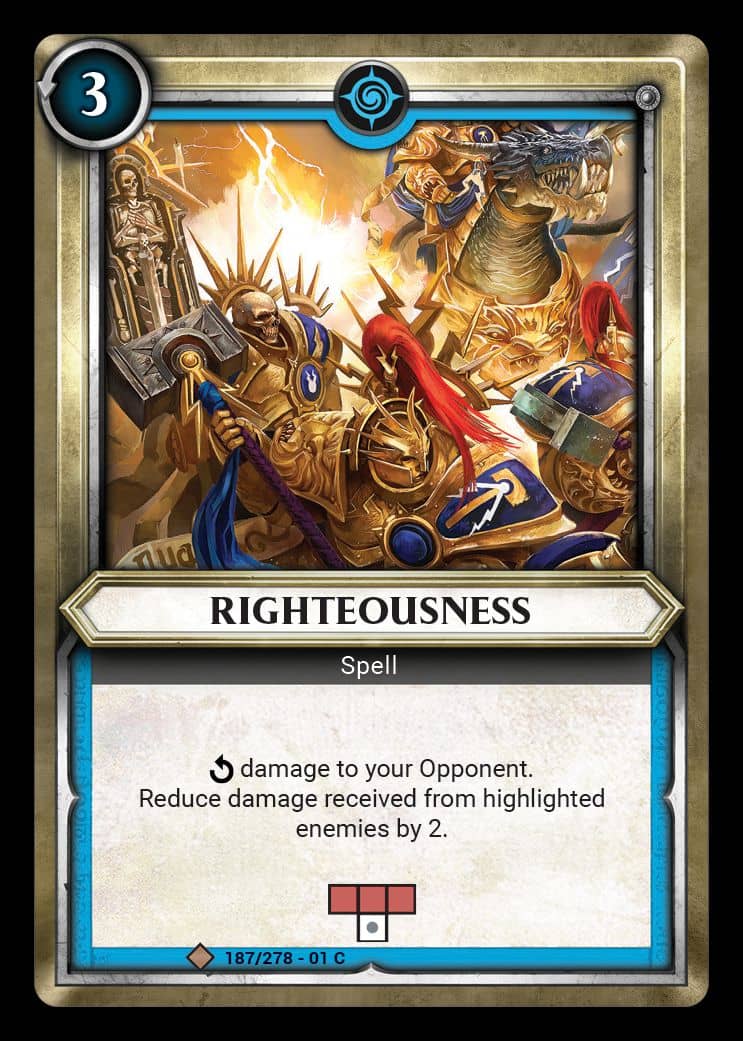 3
RIGHTEOUSNESS
Spell
damage to your Opponent.
Reduce damage received from highlighted
enemies by 2.
187/278 - 01 C